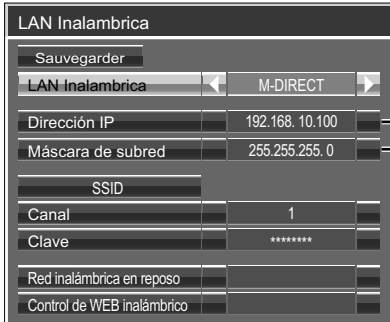 LAN Inalambrica
Sauvegarder
LAN Inalambrica M-DIRECT
Dirección IP 192.168. 10.100
Máscara de subred 255.255.255. 0
SSID
Canal 1
Clave ********
Red inalámbrica en reposo
Control de WEB inalámbrico